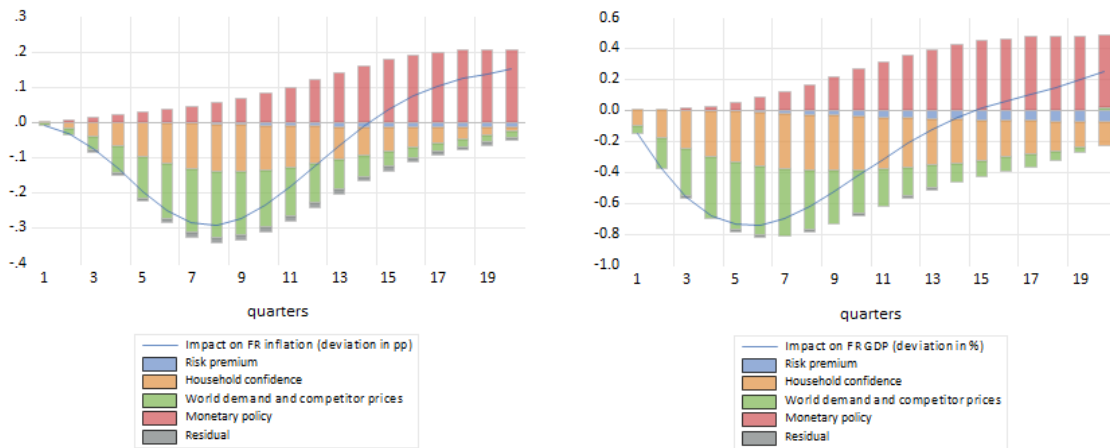 .3
.2
.1
.0
-.1
-.2
-.3
-.4
1 3 5 7 9 11 13 15 17 19
quarters
Impact on FR inflation (deviation in pp)
Risk premium
Household confidence
World demand and competitor prices
Monetary policy
Residual
0.6
0.4
0.2
0.0
-0.2
-0.4
-0.6
-0.8
-1.0
1 3 5 7 9 11 13 15 17 19
quarters
Impact on FR GDP (deviation in %)
Risk premium
Household confidence
World demand and competitor prices
Monetary policy
Residual